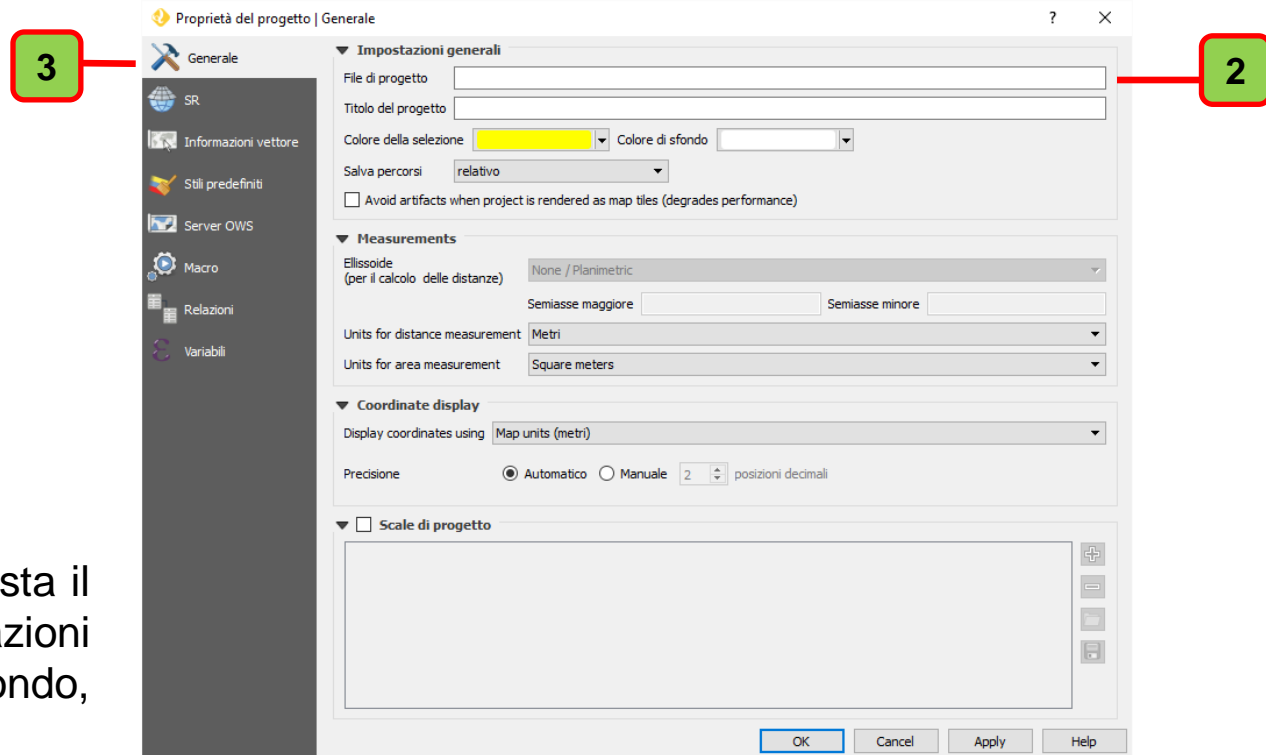 Proprietà del progetto | Generale
? ×
3
2
Generale
SR
Informazioni vettore
Stili predefiniti
Server OWS
Macro
Relazioni
Variabili
Impostazioni generali
File di progetto
Titolo del progetto
Colore della selezione Colore di sfondo
Salva percorsi relativo
Avoid artifacts when project is rendered as map tiles (degrades performance)
Measurements
Ellissoide
(per il calcolo delle distanze) None / Planimetric
Semiasse maggiore Semiasse minore
Units for distance measurement Metri
Units for area measurement Square meters
Coordinate display
Display coordinates using Map units (metri)
Precisione Automatico Manuale 2 posizioni decimali
Scale di progetto
OK Cancel Apply Help
sta il
azioni
ondo,